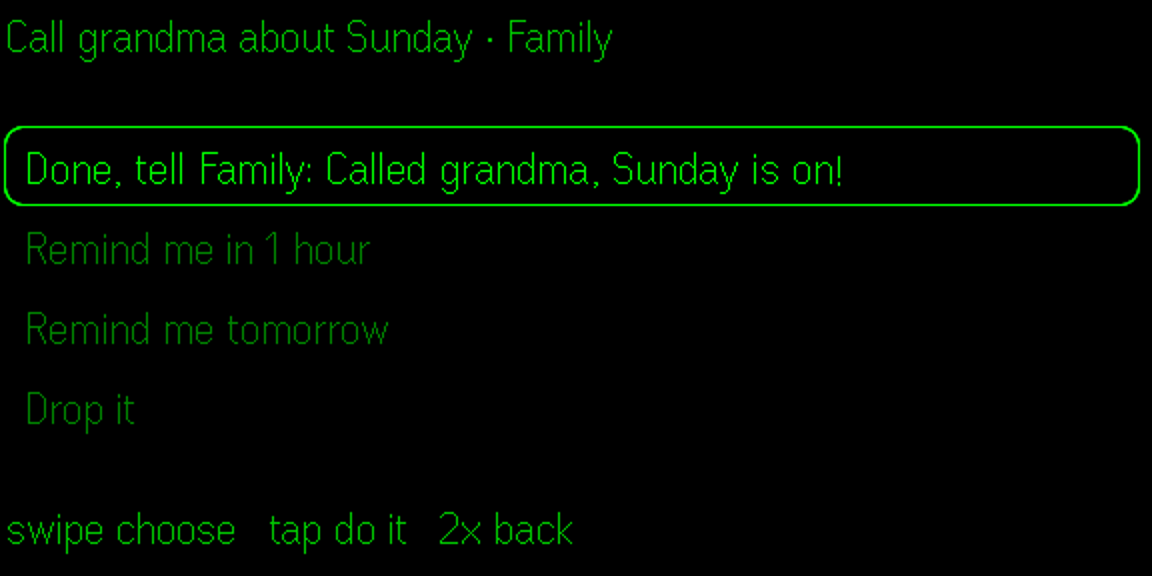 Call grandma about Sunday · Family
Done, tell Family: Called grandma, Sunday is on!
Remind me in 1 hour
Remind me tomorrow
Drop it
swipe choose tap do it 2x back